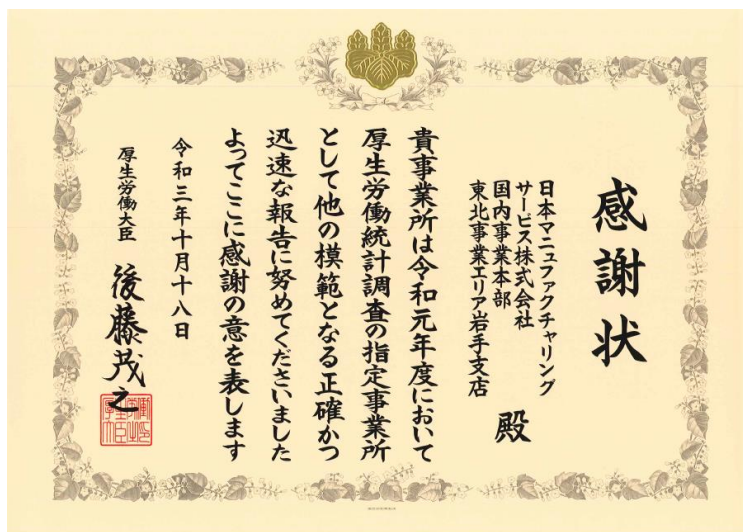 感謝状
日本マニュファクチャリング
サービス株式会社
国内事業本部
東北事業エリア岩手支店
殿
貴事業所は令和元年度において
厚生労働統計調査の指定事業所
として他の模範となる正確かつ
迅速な報告に努めてくださいました
よってここに感謝の意を表します
令和三年十月十八日
厚生労働大臣 後藤茂之